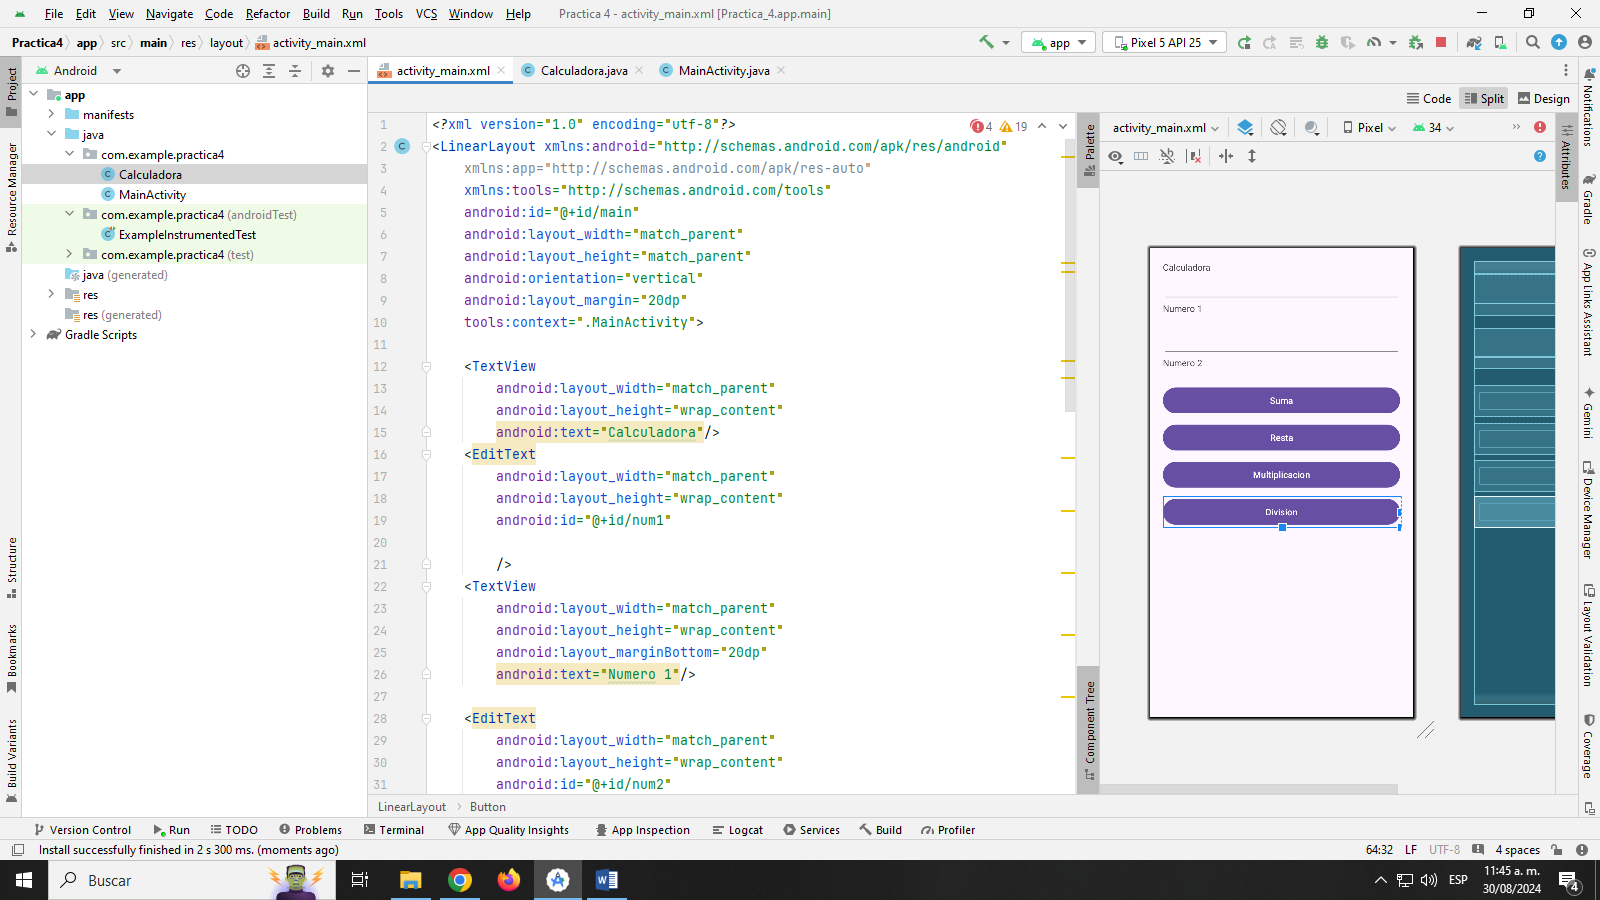 File Edit View Navigate Code Refactor Build Run Tools VCS Window Help Practica 4 - activity_main.xml [Practica_4.app.main]
Practica4 app src main res layout activity_main.xml app Pixel 5 API 25
Project
Resource Manager
Structure
Bookmarks
Build Variants
Android
app
manifests
java
com.example.practica4
Calculadora
MainActivity
com.example.practica4 (androidTest)
ExampleInstrumentedTest
com.example.practica4 (test)
java (generated)
res
res (generated)
Gradle Scripts
activity_main.xml Calculadora.java MainActivity.java
Code Split Design
4 19
1 <?xml version="1.0" encoding="utf-8"?>
2 <LinearLayout xmlns:android="http://schemas.android.com/apk/res/android"
3 xmlns:app="http://schemas.android.com/apk/res-auto"
4 xmlns:tools="http://schemas.android.com/tools"
5 android:id="@+id/main"
6 android:layout_width="match_parent"
7 android:layout_height="match_parent"
8 android:orientation="vertical"
9 android:layout_margin="20dp"
10 tools:context=".MainActivity">
11
12 <TextView
13 android:layout_width="match_parent"
14 android:layout_height="wrap_content"
15 android:text="Calculadora"/>
16 <EditText
17 android:layout_width="match_parent"
18 android:layout_height="wrap_content"
19 android:id="@+id/num1"
20
21 />
22 <TextView
23 android:layout_width="match_parent"
24 android:layout_height="wrap_content"
25 android:layout_marginBottom="20dp"
26 android:text="Numero 1"/>
27
28 <EditText
29 android:layout_width="match_parent"
30 android:layout_height="wrap_content"
31 android:id="@+id/num2"
LinearLayout Button
Palette
Component Tree
activity_main.xml Pixel 34
Calculadora
Numero 1
Numero 2
Suma
Resta
Multiplicacion
Division
Attributes
Notifications
Gradle
App Links Assistant
Gemini
Device Manager
Layout Validation
Coverage
Version Control Run TODO Problems Terminal App Quality Insights App Inspection Logcat Services Build Profiler
Install successfully finished in 2 s 300 ms. (moments ago) 64:32 LF UTF-8 4 spaces
Buscar
ESP
11:45 a. m.
30/08/2024
4